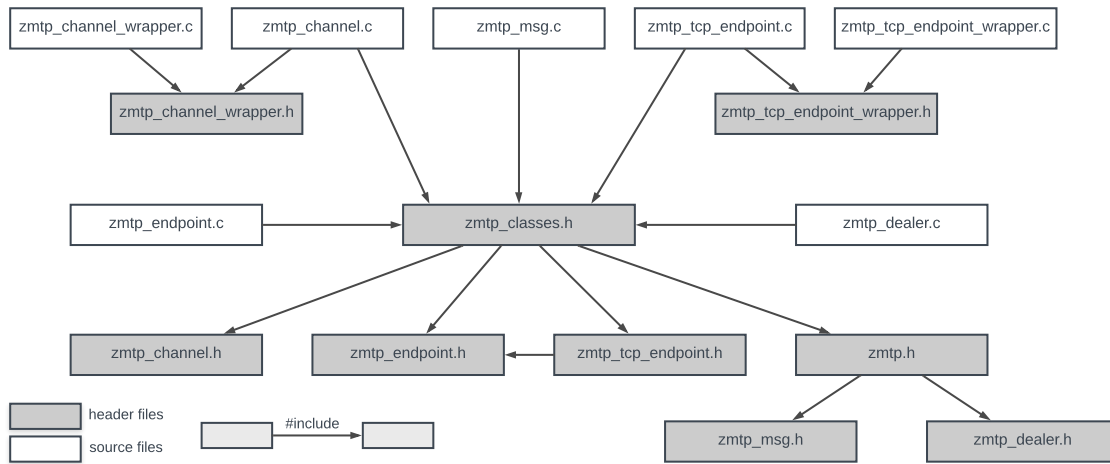 zmtp_channel_wrapper.c
zmtp_channel.c
zmtp_msg.c
zmtp_tcp_endpoint.c
zmtp_tcp_endpoint_wrapper.c
zmtp_channel_wrapper.h
zmtp_tcp_endpoint_wrapper.h
zmtp_endpoint.c
zmtp_classes.h
zmtp_dealer.c
zmtp_channel.h
zmtp_endpoint.h
zmtp_tcp_endpoint.h
zmtp.h
header files
#include
source files
zmtp_msg.h
zmtp_dealer.h